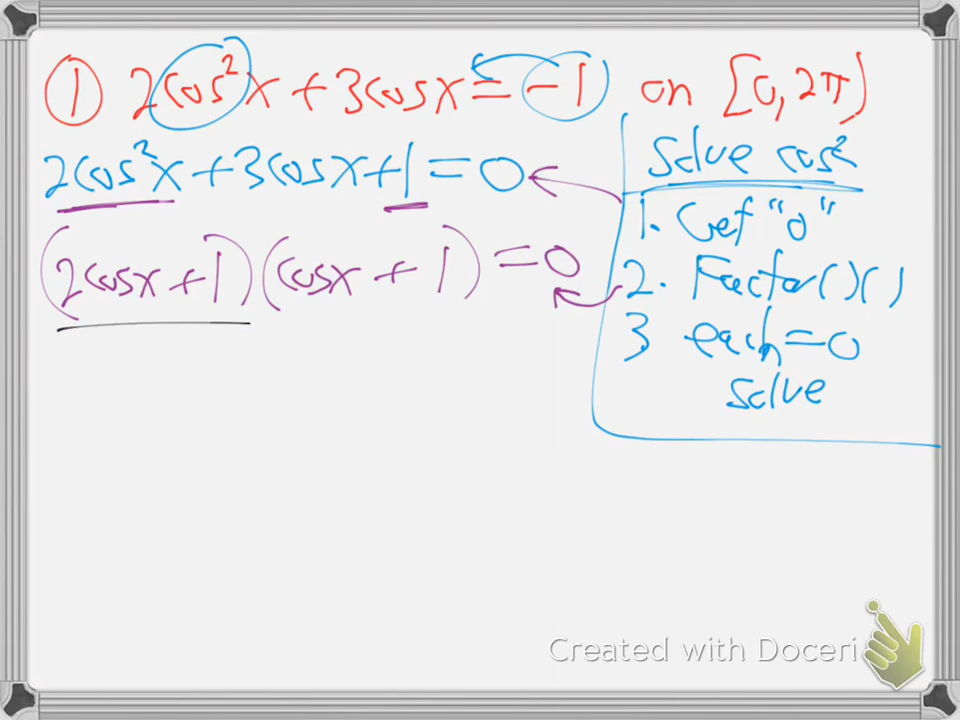 ① 2cos²x + 3cosx = -1 on [0, 2π)
2cos²x + 3cosx + 1 = 0
(2cosx + 1)(cosx + 1) = 0
Solve cos²
1. Get "0"
2. Factor ( )( )
3 each = 0
solve
Created with Doceri